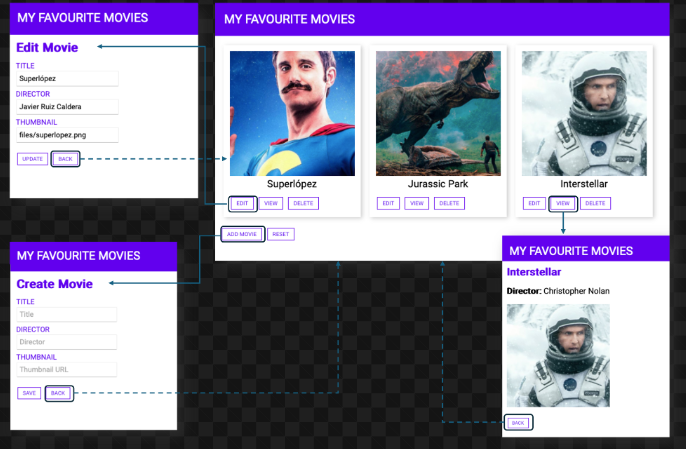 MY FAVOURITE MOVIES
Edit Movie
TITLE
Superlópez
DIRECTOR
Javier Ruiz Caldera
THUMBNAIL
files/superlopez.png
UPDATE BACK
MY FAVOURITE MOVIES
Superlópez
EDIT VIEW DELETE
Jurassic Park
EDIT VIEW DELETE
Interstellar
EDIT VIEW DELETE
ADD MOVIE RESET
MY FAVOURITE MOVIES
Create Movie
TITLE
Title
DIRECTOR
Director
THUMBNAIL
Thumbnail URL
SAVE BACK
MY FAVOURITE MOVIES
Interstellar
Director: Christopher Nolan
BACK